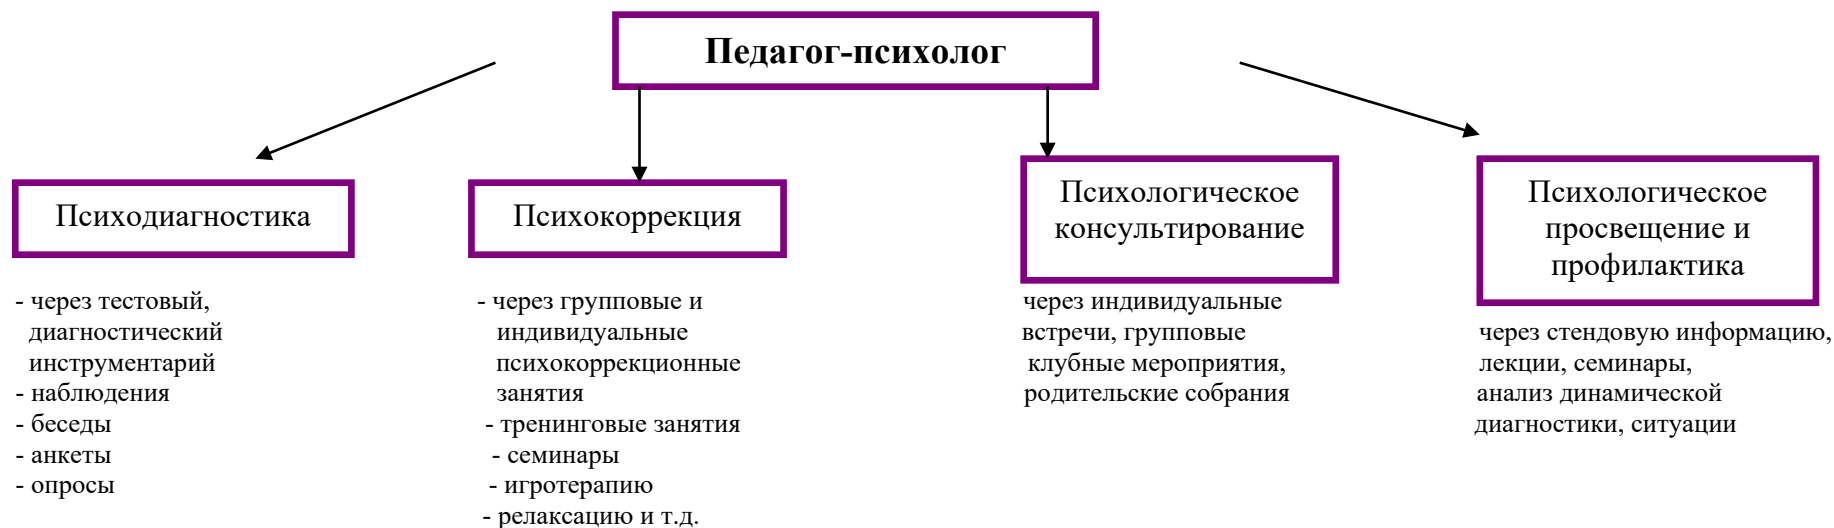 Педагог-психолог
Психодиагностика
- через тестовый,
диагностический
инструментарий
- наблюдения
- беседы
- анкеты
- опросы
Психокоррекция
- через групповые и
индивидуальные
психокоррекционные
занятия
- тренинговые занятия
- семинары
- игротерапию
- релаксацию и т.д.
Психологическое
консультирование
через индивидуальные
встречи, групповые
клубные мероприятия,
родительские собрания
Психологическое
просвещение и
профилактика
через стендовую информацию,
лекции, семинары,
анализ динамической
диагностики, ситуации